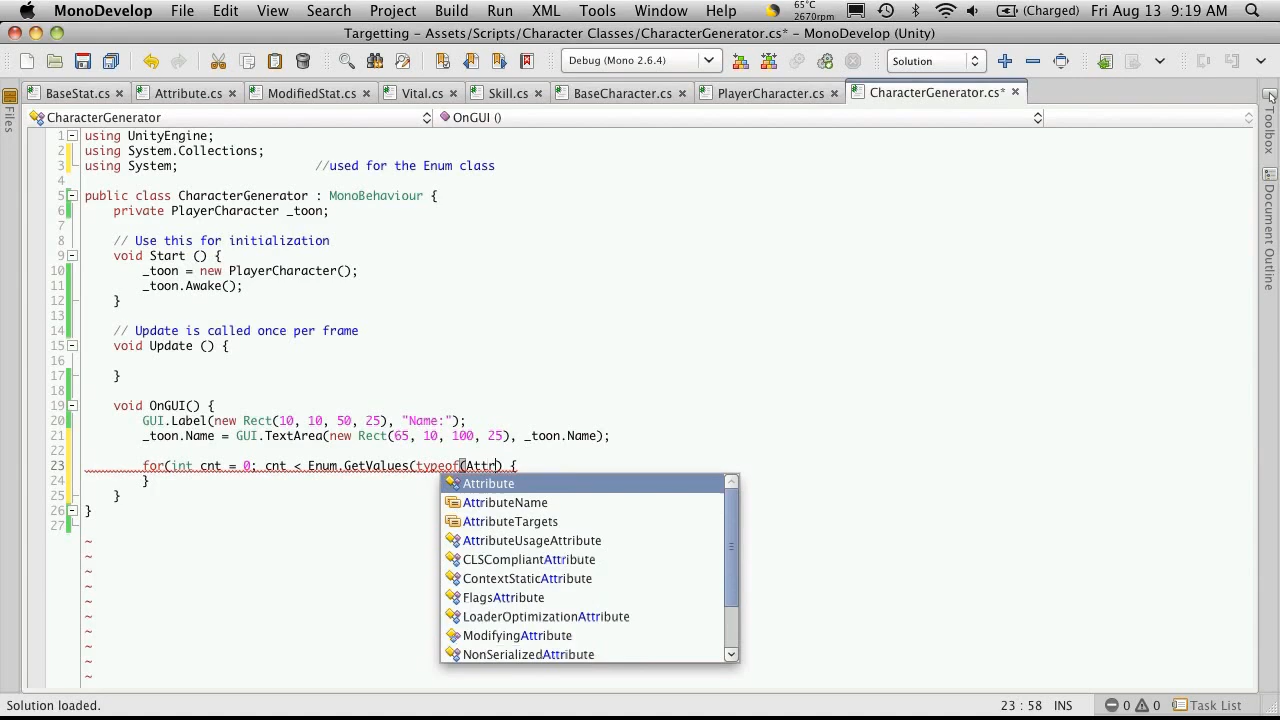 MonoDevelop File Edit View Search Project Run XML Tools Window Help 65°C 2670rpm (Charged) Fri Aug 13 9:19 AM
Targetting - Assets/Scripts/Character Classes/CharacterGenerator.cs* - MonoDevelop (Unity)
Debug (Mono 2.6.4) Solution
BaseStat.cs Attribute.cs ModifiedStat.cs Vital.cs Skill.cs BaseCharacter.cs PlayerCharacter.cs CharacterGenerator.cs*
CharacterGenerator OnGUI ()
Files
Toolbox
Document Outline
1 using UnityEngine;
2 using System.Collections;
3 using System; //used for the Enum class
4
5 public class CharacterGenerator : MonoBehaviour {
6 private PlayerCharacter _toon;
7
8 // Use this for initialization
9 void Start () {
10 _toon = new PlayerCharacter();
11 _toon.Awake();
12 }
13
14 // Update is called once per frame
15 void Update () {
16
17 }
18
19 void OnGUI() {
20 GUI.Label(new Rect(10, 10, 50, 25), "Name:");
21 _toon.Name = GUI.TextArea(new Rect(65, 10, 100, 25), _toon.Name);
22
23 for(int cnt = 0; cnt < Enum.GetValues(typeof(Attr) {
24 }
25 }
26 }
27
Attribute
AttributeName
AttributeTargets
AttributeUsageAttribute
CLSCompliantAttribute
ContextStaticAttribute
FlagsAttribute
LoaderOptimizationAttribute
ModifyingAttribute
NonSerializedAttribute
~
~
~
~
~
~
~
~
~
~
Solution loaded. 23 : 58 INS 0 0 Task List